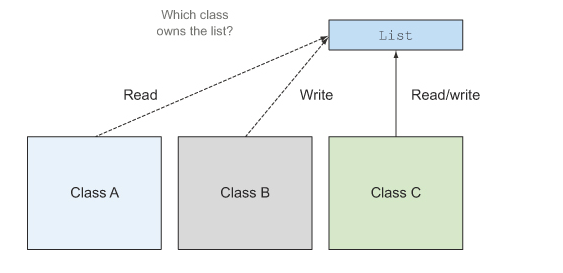 Which class
owns the list?
List
Read
Write
Read/write
Class A
Class B
Class C